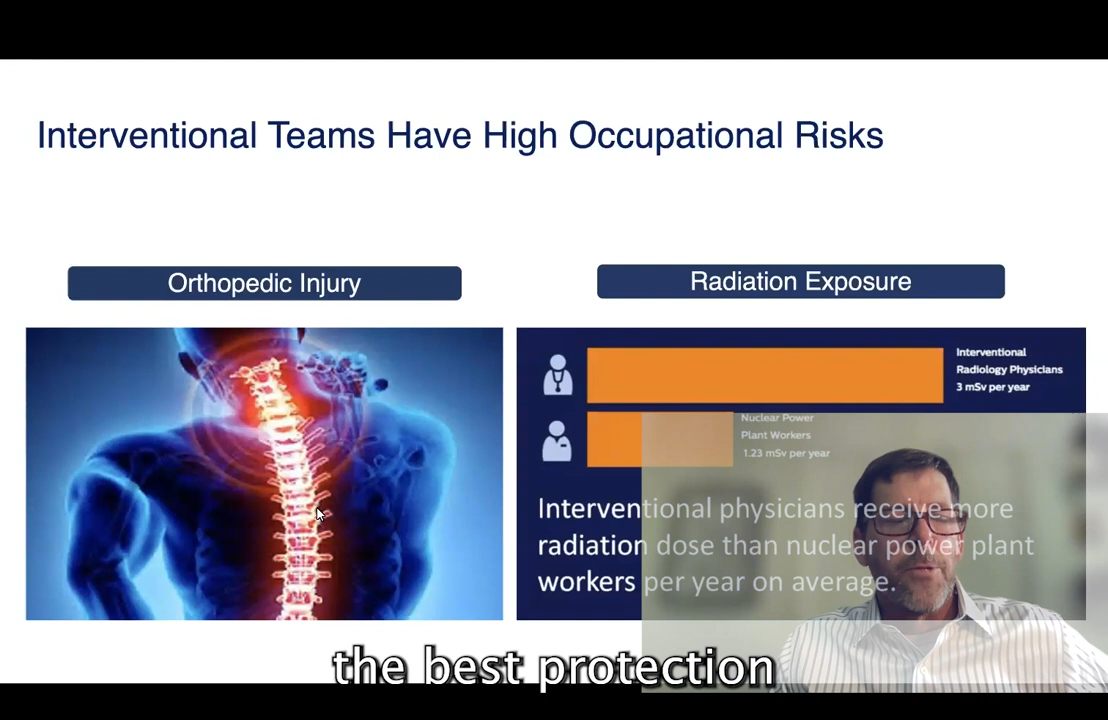 Interventional Teams Have High Occupational Risks
Orthopedic Injury
Radiation Exposure
Interventional
Radiology Physicians
3 mSv per year
Nuclear Power
Plant Workers
1.23 mSv per year
Interventional physicians receive more
radiation dose than nuclear power plant
workers per year on average.
the best protection